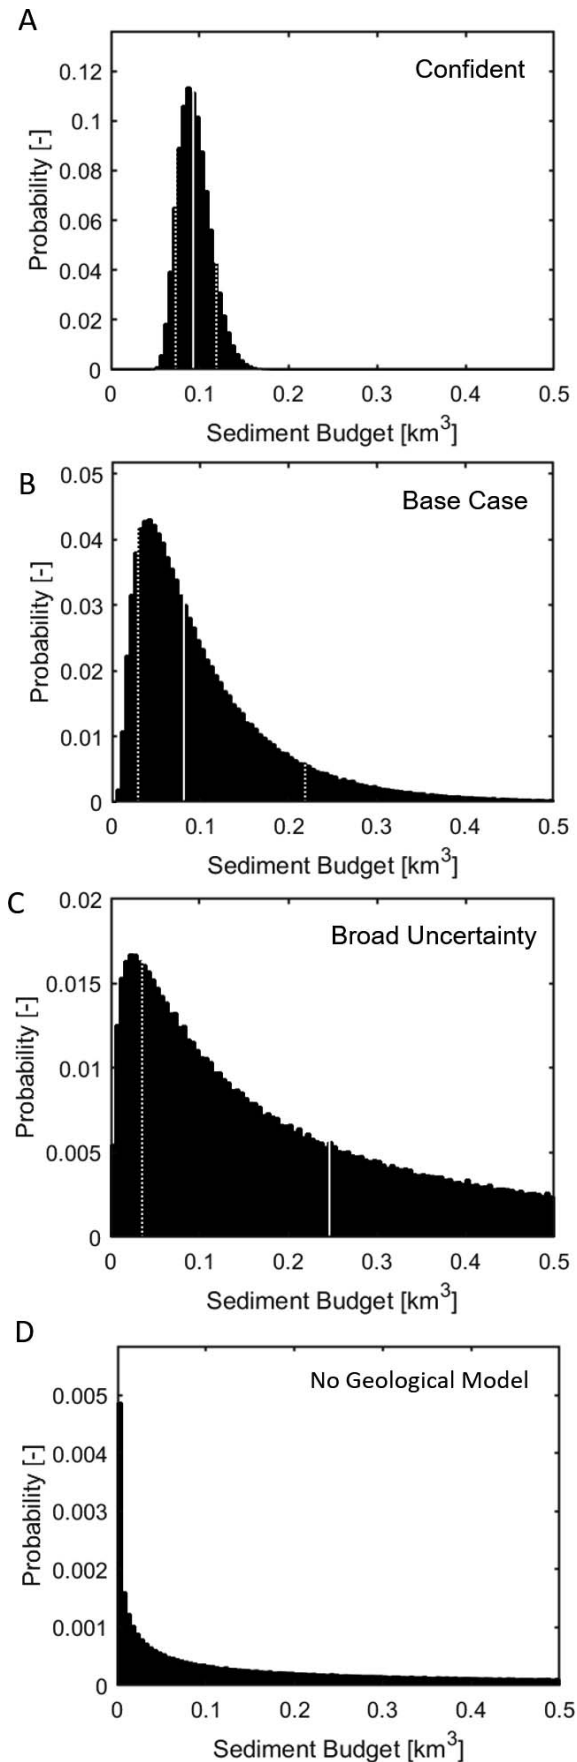 A
Confident
Probability [-]
0.12
0.1
0.08
0.06
0.04
0.02
0
0 0.1 0.2 0.3 0.4 0.5
Sediment Budget [km³]
B
Base Case
Probability [-]
0.05
0.04
0.03
0.02
0.01
0
0 0.1 0.2 0.3 0.4 0.5
Sediment Budget [km³]
C
Broad Uncertainty
Probability [-]
0.02
0.015
0.01
0.005
0
0 0.1 0.2 0.3 0.4 0.5
Sediment Budget [km³]
D
No Geological Model
Probability [-]
0.005
0.004
0.003
0.002
0.001
0
0 0.1 0.2 0.3 0.4 0.5
Sediment Budget [km³]